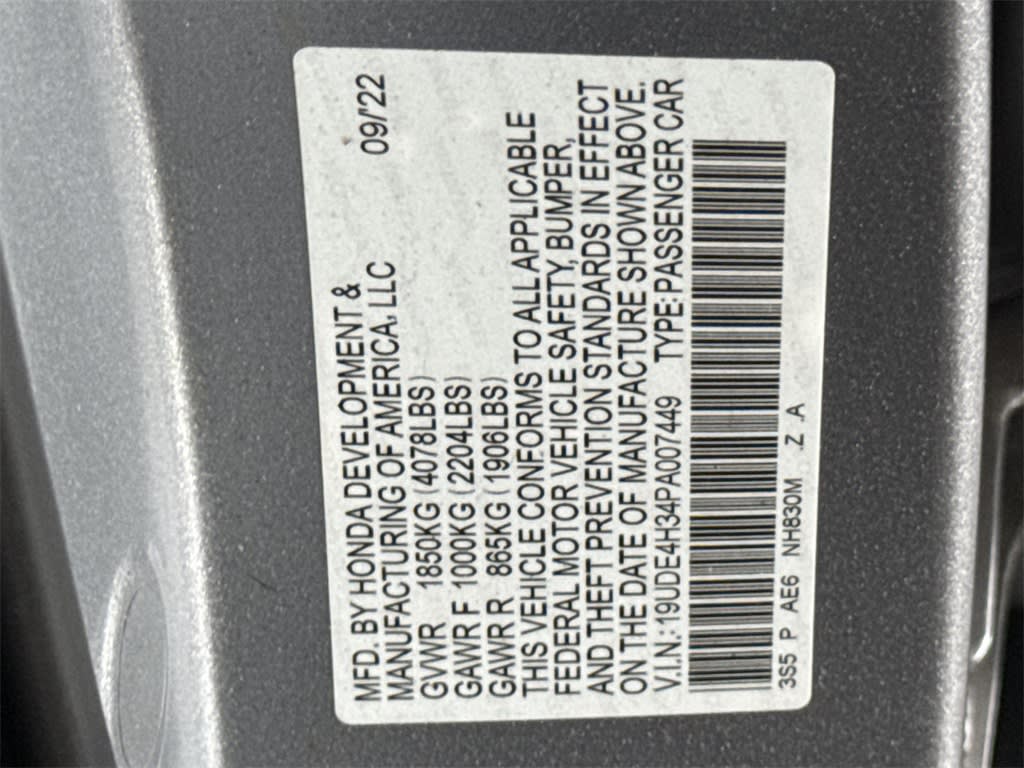 MFD. BY HONDA DEVELOPMENT &
MANUFACTURING OF AMERICA, LLC 09/'22
GVWR 1850KG (4078LBS)
GAWR F 1000KG (2204LBS)
GAWR R 865KG (1906LBS)
THIS VEHICLE CONFORMS TO ALL APPLICABLE
FEDERAL MOTOR VEHICLE SAFETY, BUMPER,
AND THEFT PREVENTION STANDARDS IN EFFECT
ON THE DATE OF MANUFACTURE SHOWN ABOVE.
V.I.N.: 19UDE4H34PA007449 TYPE: PASSENGER CAR
3S5 P AE6 NH830M .Z .A